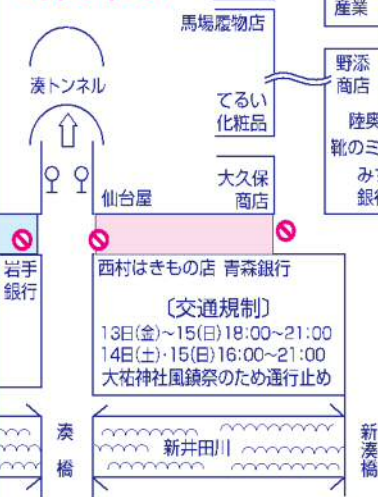 産業
馬場履物店
野添
商店
湊トンネル
てるい
化粧品
陸奥
靴のミ
み
銀行
大久保
商店
仙台屋
岩手
銀行
西村はきもの店 青森銀行
〔交通規制〕
13日(金)～15(日)18:00～21:00
14日(土)・15(日)16:00～21:00
大祐神社風鎮祭のため通行止め
湊
橋
新井田川
新
湊
橋